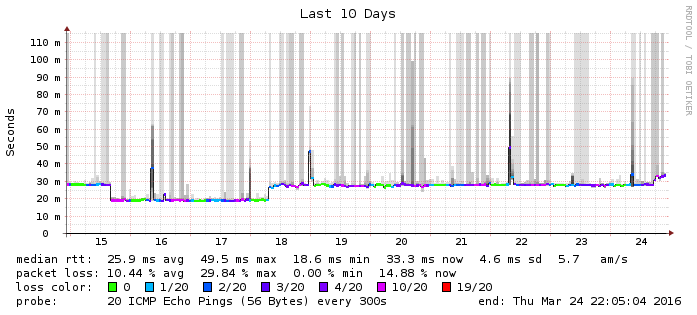 Last 10 Days
RRDTOOL / TOBI OETIKER
Seconds
110 m
100 m
90 m
80 m
70 m
60 m
50 m
40 m
30 m
20 m
10 m
0
15 16 17 18 19 20 21 22 23 24
median rtt: 25.9 ms avg 49.5 ms max 18.6 ms min 33.3 ms now 4.6 ms sd 5.7 am/s
packet loss: 10.44 % avg 29.84 % max 0.00 % min 14.88 % now
loss color: 0 1/20 2/20 3/20 4/20 10/20 19/20
probe: 20 ICMP Echo Pings (56 Bytes) every 300s end: Thu Mar 24 22:05:04 2016